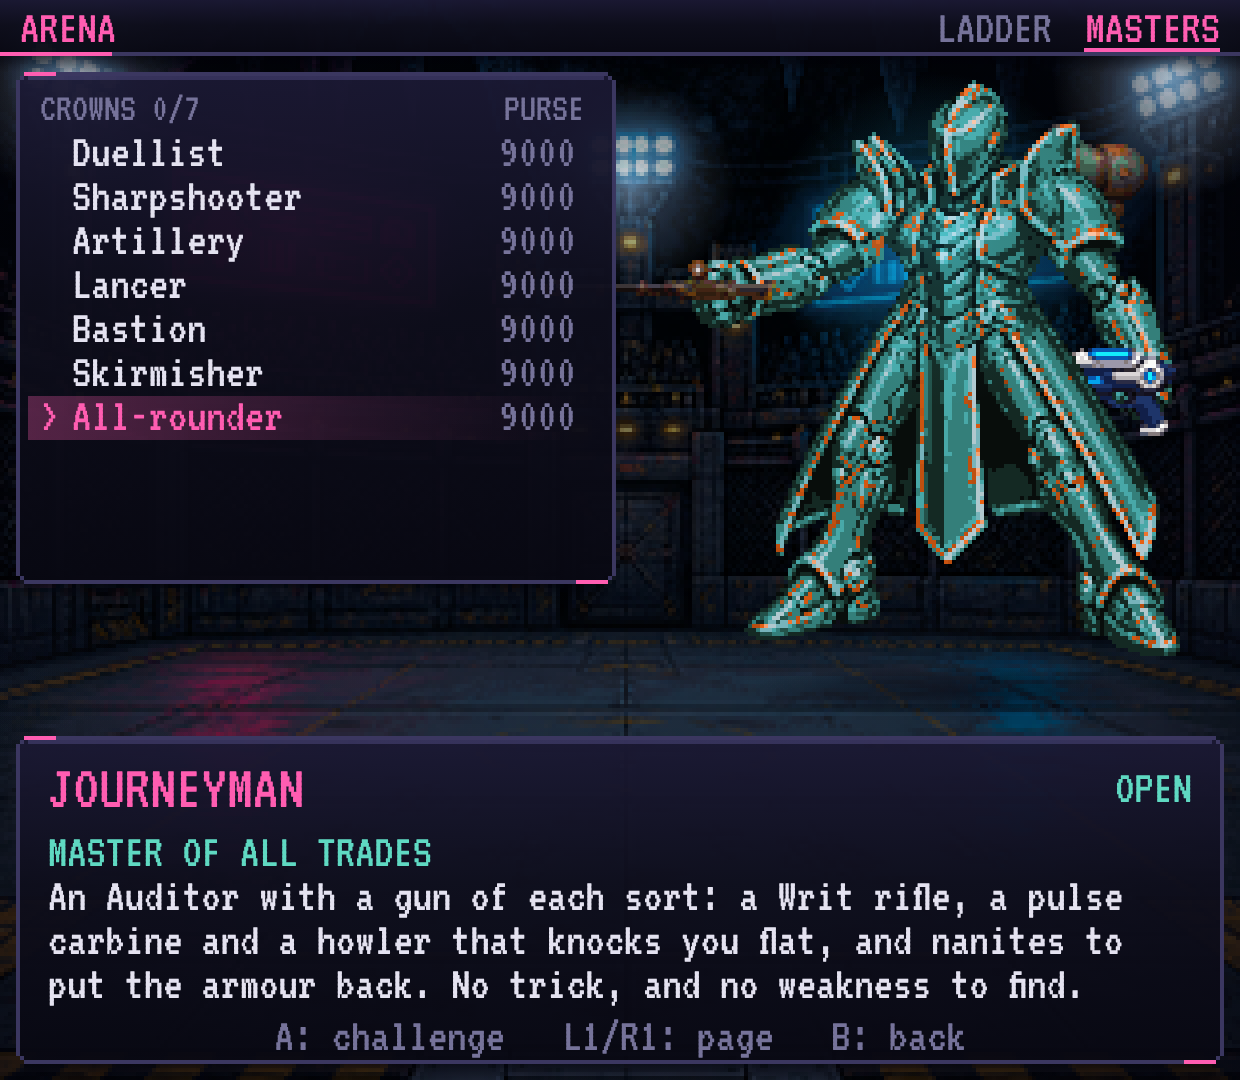 ARENA LADDER MASTERS
CROWNS 0/7 PURSE
Duellist 9000
Sharpshooter 9000
Artillery 9000
Lancer 9000
Bastion 9000
Skirmisher 9000
> All-rounder 9000
JOURNEYMAN OPEN
MASTER OF ALL TRADES
An Auditor with a gun of each sort: a Writ rifle, a pulse
carbine and a howler that knocks you flat, and nanites to
put the armour back. No trick, and no weakness to find.
A: challenge L1/R1: page B: back